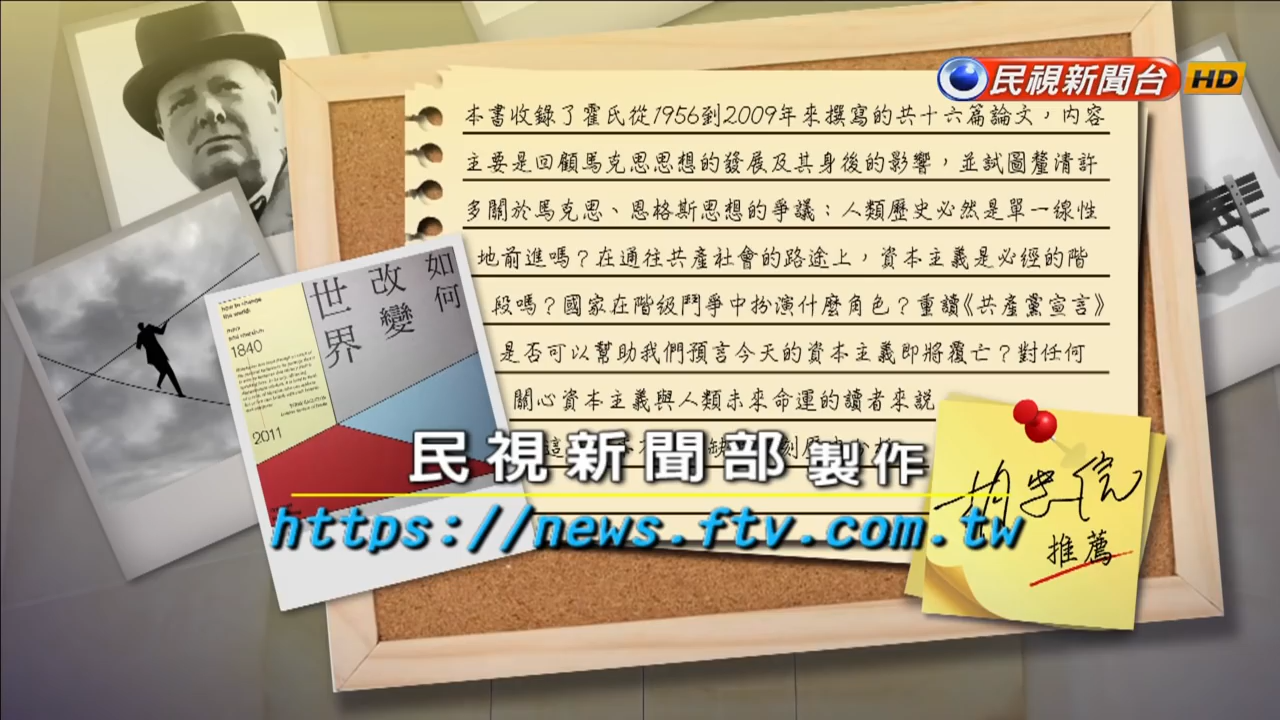 民視新聞台 HD
本書收錄了霍氏從1956到2009年來撰寫的共十六篇論文，內容
主要是回顧馬克思思想的發展及其身後的影響，並試圖釐清許
多關於馬克思、恩格斯思想的爭議：人類歷史必然是單一線性
地前進嗎？在通往共產社會的路途上，資本主義是必經的階
段嗎？國家在階級鬥爭中扮演什麼角色？重讀《共產黨宣言》
是否可以幫助我們預言今天的資本主義即將覆亡？對任何
關心資本主義與人類未來命運的讀者來說
這
如何
改變
世界
how to change
the world
1840
2011
民視新聞部 製作
https://news.ftv.com.tw
胡忠信
推薦